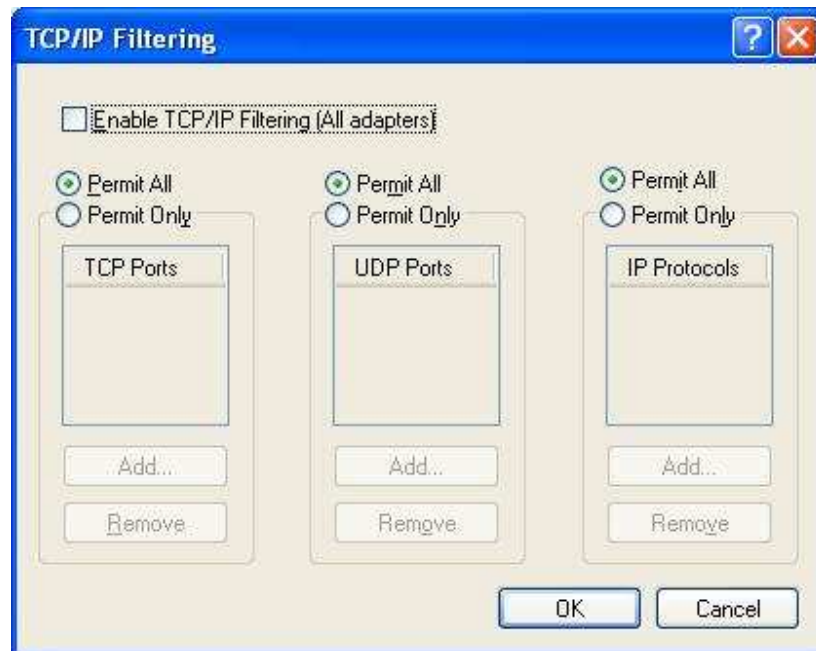 TCP/IP Filtering
Enable TCP/IP Filtering (All adapters)
Permit All
Permit Only
TCP Ports
Add...
Remove
Permit All
Permit Only
UDP Ports
Add...
Remove
Permit All
Permit Only
IP Protocols
Add...
Remove
OK
Cancel